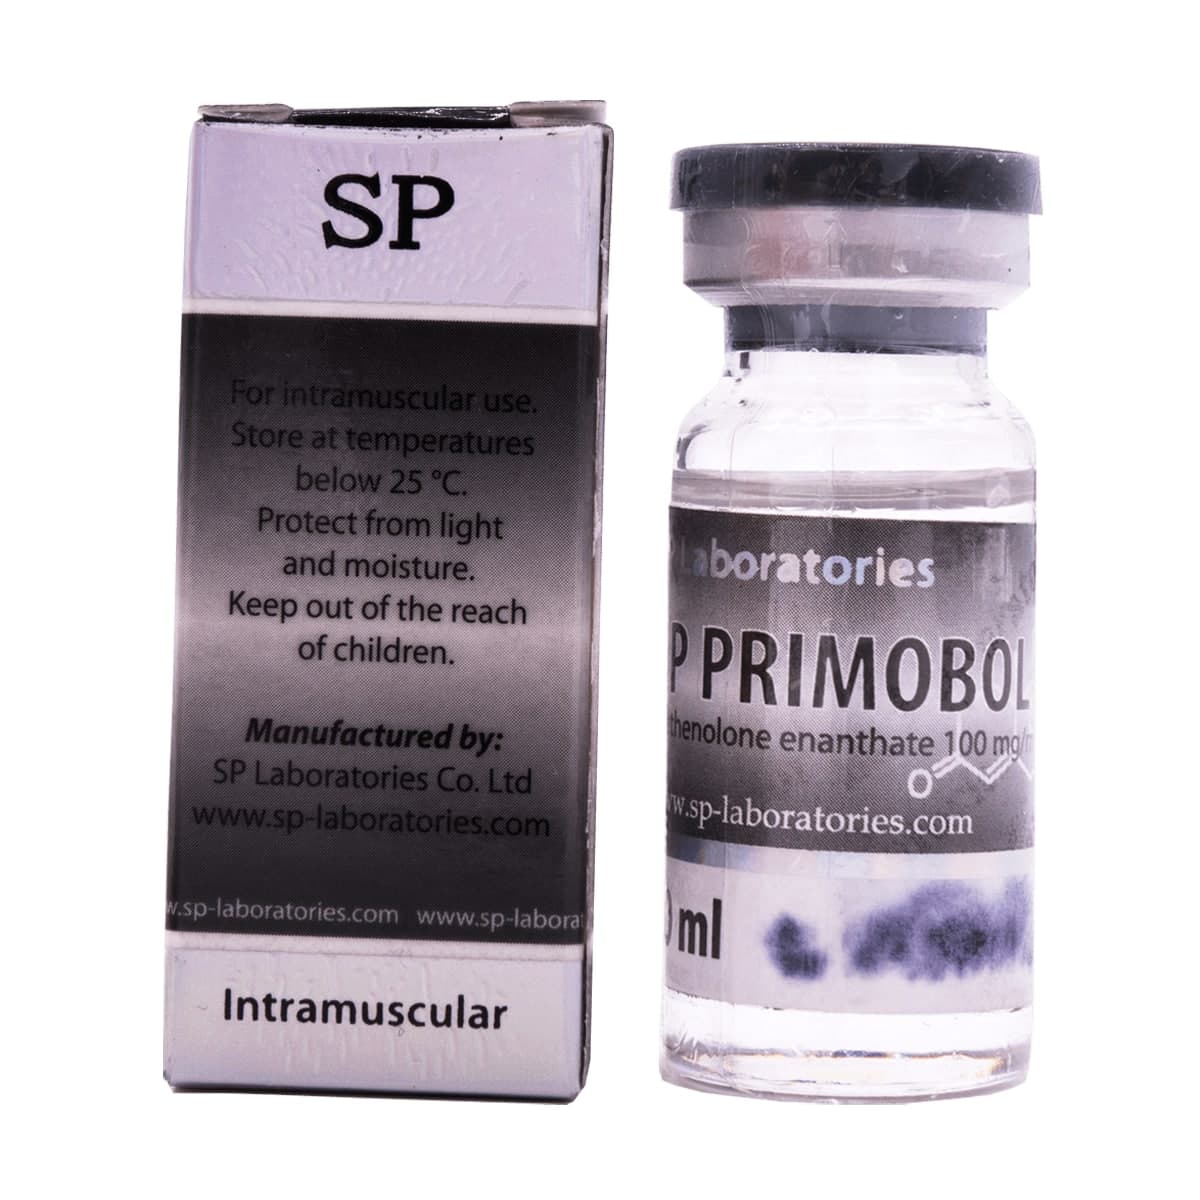 SP
For intramuscular use.
Store at temperatures
below 25 °C.
Protect from light
and moisture.
Keep out of the reach
of children.
Manufactured by:
SP Laboratories Co. Ltd
www.sp-laboratories.com
w.sp-laboratories.com www.sp-laborat
Intramuscular
Laboratories
P PRIMOBOL
thenolone enanthate 100 mg/m
O
w.sp-laboratories.com
ml